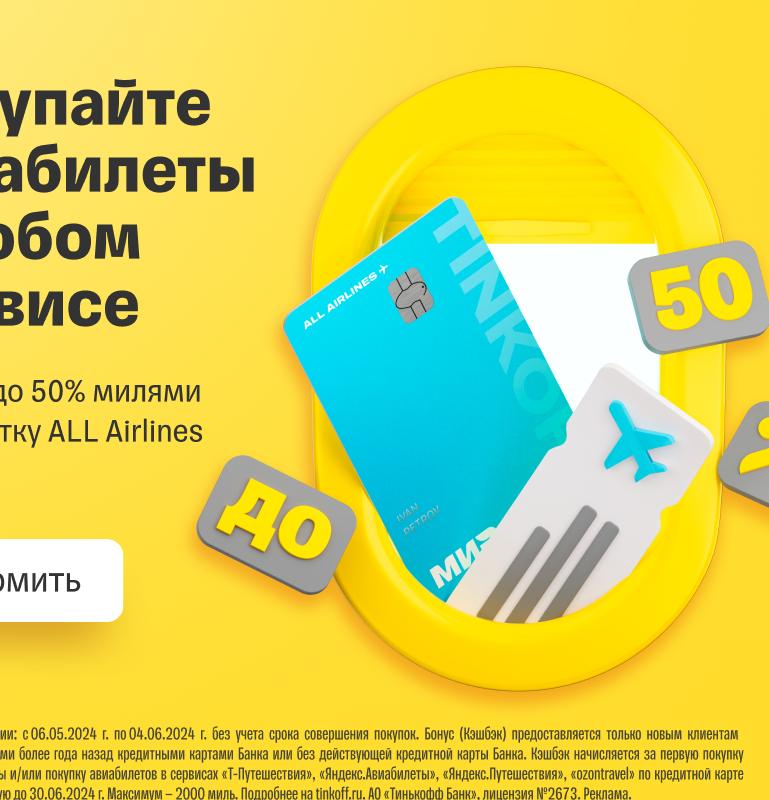 упайте
абилеты
обом
висе
до 50% милями
тку ALL Airlines
ALL AIRLINES
TINKOF
50
ДО
IVAN
PETROV
МИР
омить
ии: с 06.05.2024 г. по 04.06.2024 г. без учета срока совершения покупок. Бонус (Кэшбэк) предоставляется только новым клиентам
ми более года назад кредитными картами Банка или без действующей кредитной карты Банка. Кэшбэк начисляется за первую покупку
ы и/или покупку авиабилетов в сервисах «Т-Путешествия», «Яндекс.Авиабилеты», «Яндекс.Путешествия», «ozontravel» по кредитной карте
ую до 30.06.2024 г. Максимум – 2000 миль. Подробнее на tinkoff.ru. АО «Тинькофф Банк», лицензия №2673. Реклама.